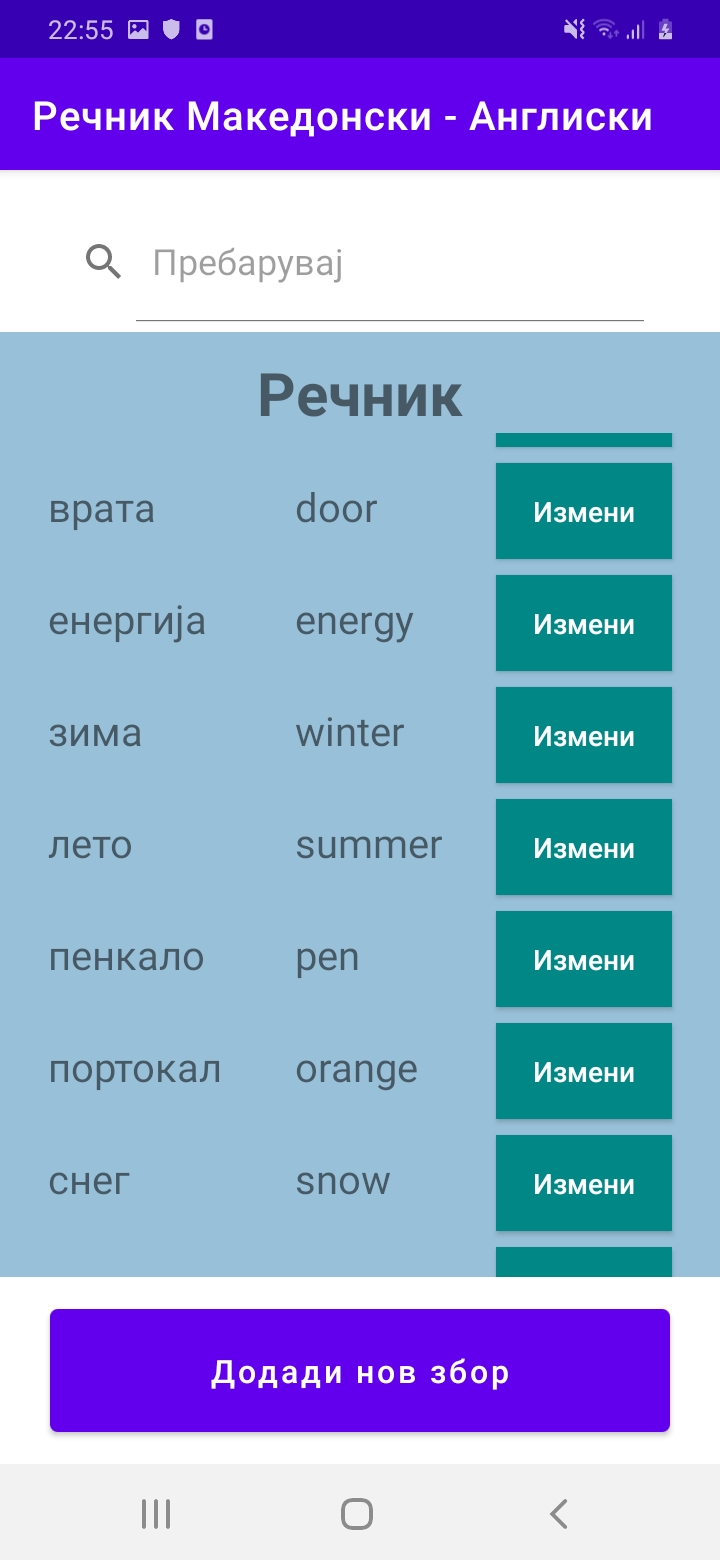 22:55
Речник Македонски - Англиски
Пребарувај
Речник
врата door Измени
енергија energy Измени
зима winter Измени
лето summer Измени
пенкало pen Измени
портокал orange Измени
снег snow Измени
Додади нов збор